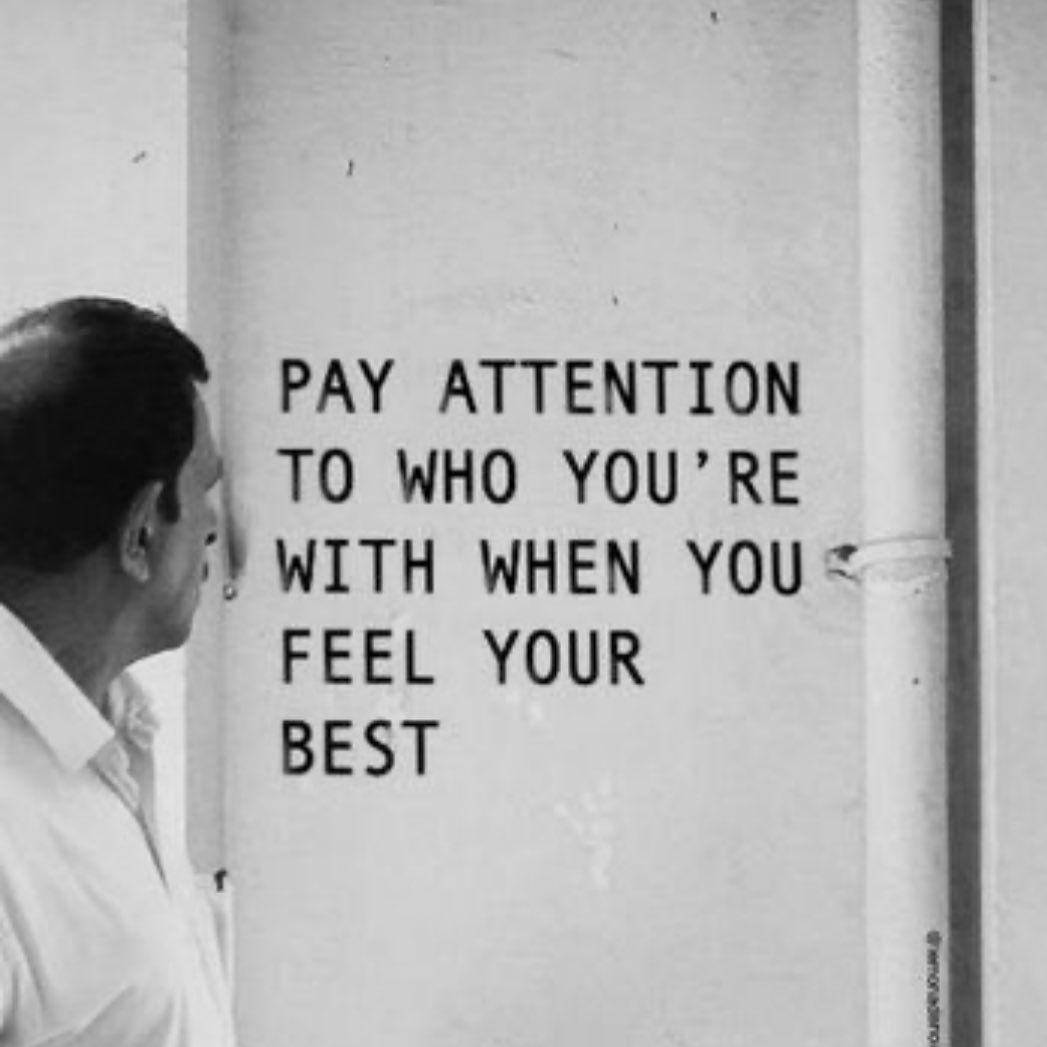 PAY ATTENTION
TO WHO YOU'RE
WITH WHEN YOU
FEEL YOUR
BEST